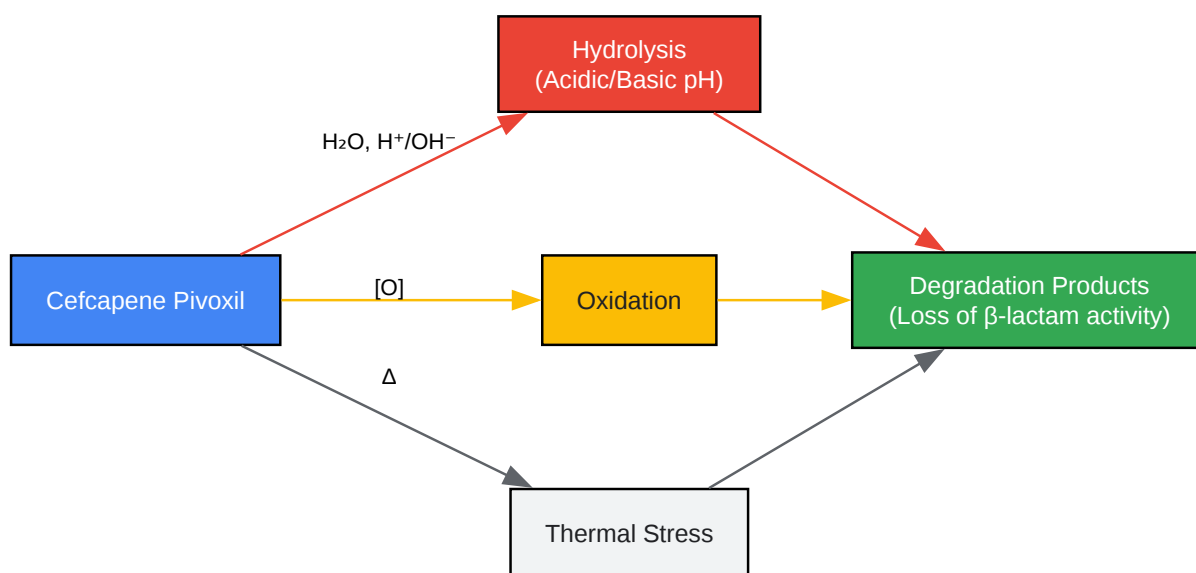 Hydrolysis
(Acidic/Basic pH)
H₂O, H⁺/OH⁻
Cefcapene Pivoxil
[O]
Oxidation
Degradation Products
(Loss of β-lactam activity)
Δ
Thermal Stress